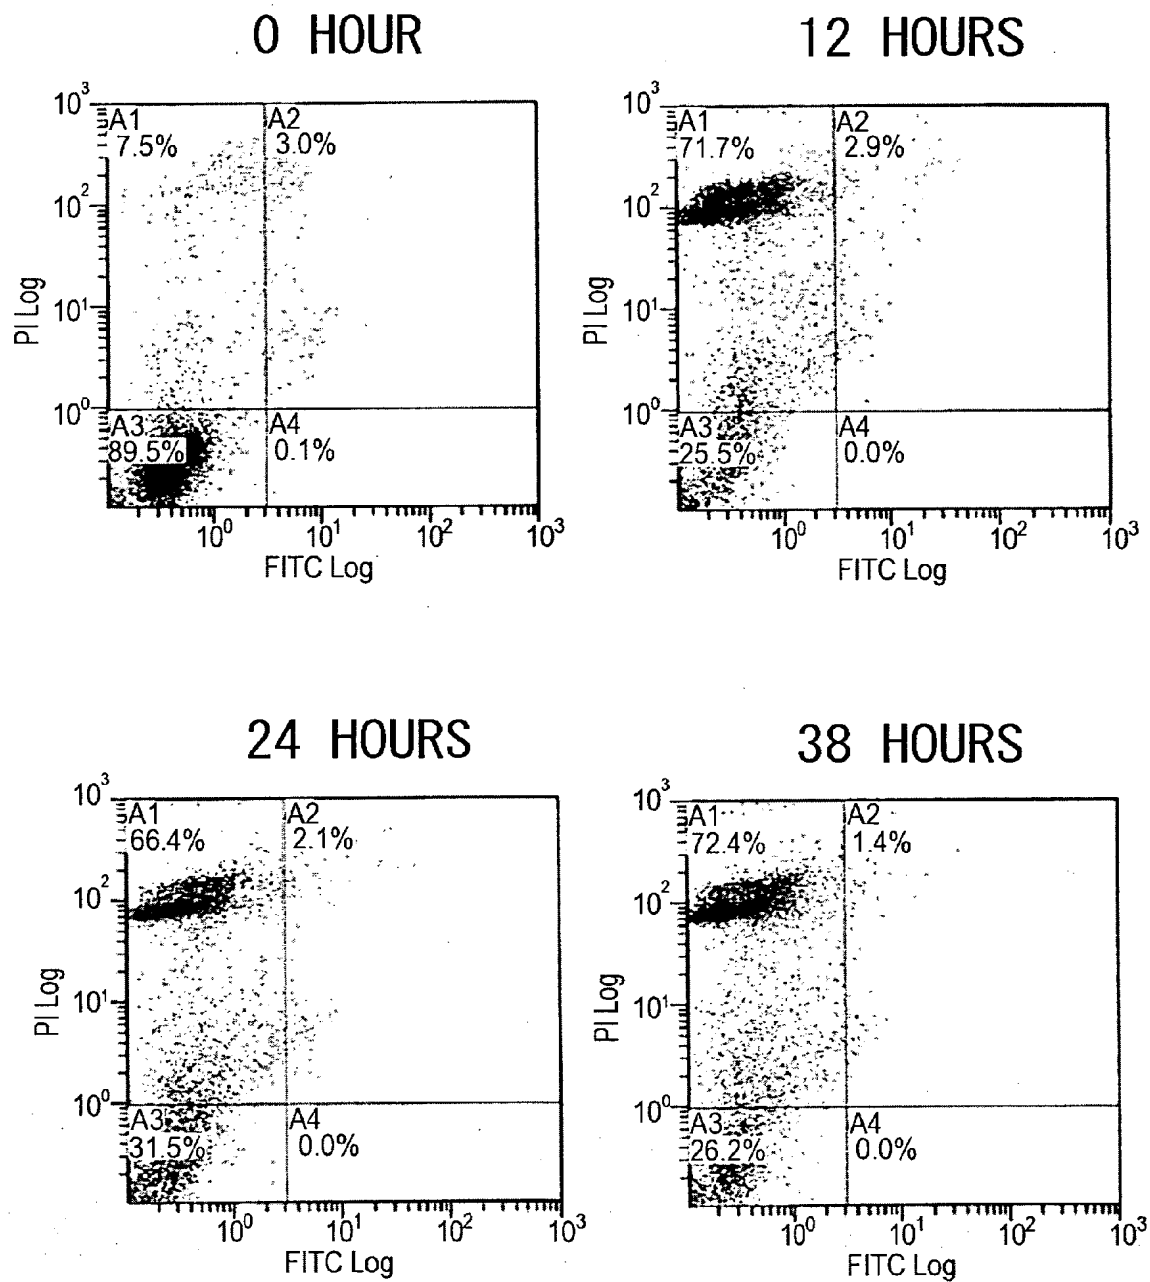 0 HOUR
12 HOURS
10³
A1
7.5%
A2
3.0%
10²
10¹
10⁰
A3
89.5%
A4
0.1%
PI Log
10⁰ 10¹ 10² 10³
FITC Log
10³
A1
71.7%
A2
2.9%
10²
10¹
10⁰
A3
25.5%
A4
0.0%
PI Log
10⁰ 10¹ 10² 10³
FITC Log
24 HOURS
38 HOURS
10³
A1
66.4%
A2
2.1%
10²
10¹
10⁰
A3
31.5%
A4
0.0%
PI Log
10⁰ 10¹ 10² 10³
FITC Log
10³
A1
72.4%
A2
1.4%
10²
10¹
10⁰
A3
26.2%
A4
0.0%
PI Log
10⁰ 10¹ 10² 10³
FITC Log